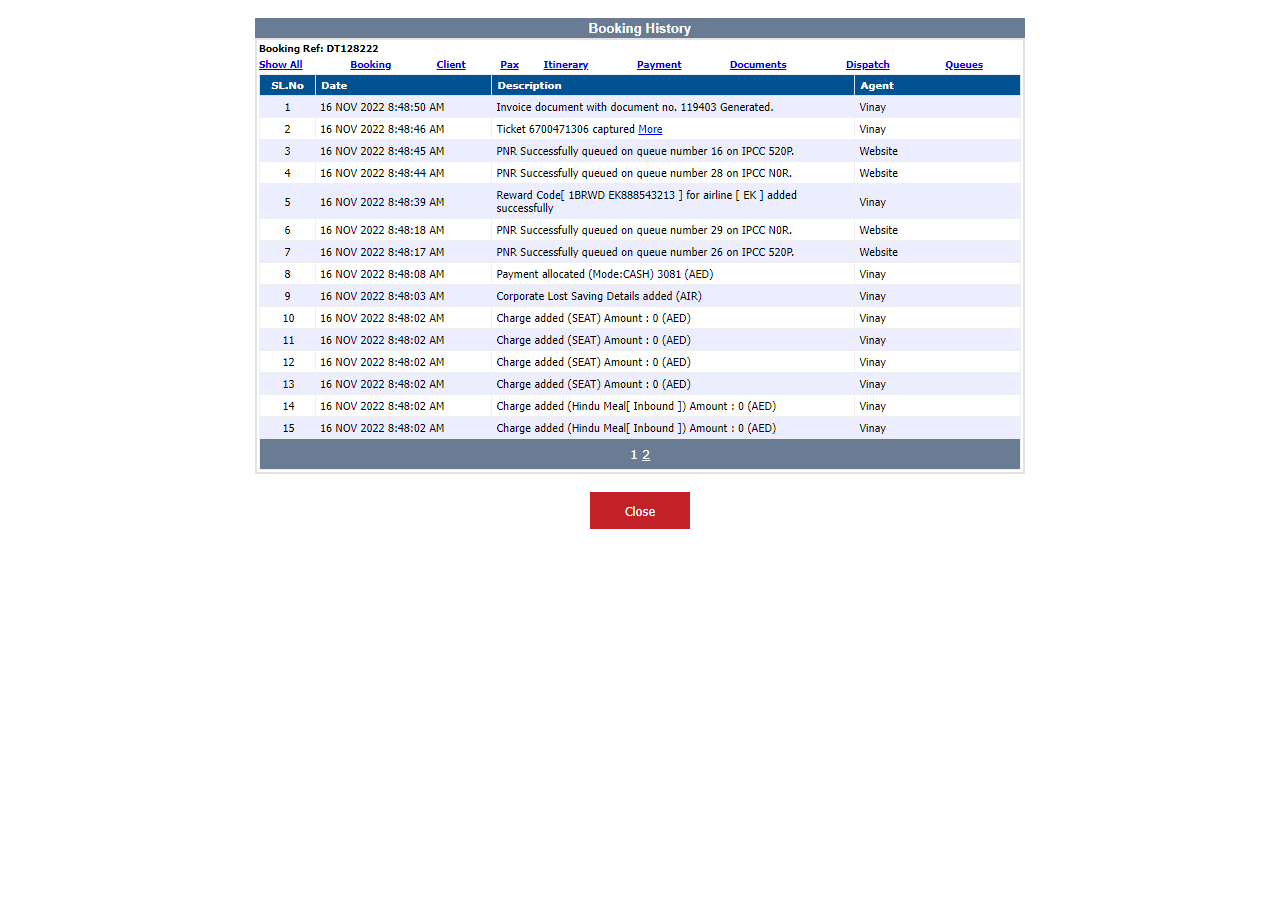 Booking History
Booking Ref: DT128222
Show All Booking Client Pax Itinerary Payment Documents Dispatch Queues
SL.No Date Description Agent
1 16 NOV 2022 8:48:50 AM Invoice document with document no. 119403 Generated. Vinay
2 16 NOV 2022 8:48:46 AM Ticket 6700471306 captured More Vinay
3 16 NOV 2022 8:48:45 AM PNR Successfully queued on queue number 16 on IPCC 520P. Website
4 16 NOV 2022 8:48:44 AM PNR Successfully queued on queue number 28 on IPCC N0R. Website
5 16 NOV 2022 8:48:39 AM Reward Code[ 1BRWD EK888543213 ] for airline [ EK ] added
successfully Vinay
6 16 NOV 2022 8:48:18 AM PNR Successfully queued on queue number 29 on IPCC N0R. Website
7 16 NOV 2022 8:48:17 AM PNR Successfully queued on queue number 26 on IPCC 520P. Website
8 16 NOV 2022 8:48:08 AM Payment allocated (Mode:CASH) 3081 (AED) Vinay
9 16 NOV 2022 8:48:03 AM Corporate Lost Saving Details added (AIR) Vinay
10 16 NOV 2022 8:48:02 AM Charge added (SEAT) Amount : 0 (AED) Vinay
11 16 NOV 2022 8:48:02 AM Charge added (SEAT) Amount : 0 (AED) Vinay
12 16 NOV 2022 8:48:02 AM Charge added (SEAT) Amount : 0 (AED) Vinay
13 16 NOV 2022 8:48:02 AM Charge added (SEAT) Amount : 0 (AED) Vinay
14 16 NOV 2022 8:48:02 AM Charge added (Hindu Meal[ Inbound ]) Amount : 0 (AED) Vinay
15 16 NOV 2022 8:48:02 AM Charge added (Hindu Meal[ Inbound ]) Amount : 0 (AED) Vinay
1 2
Close